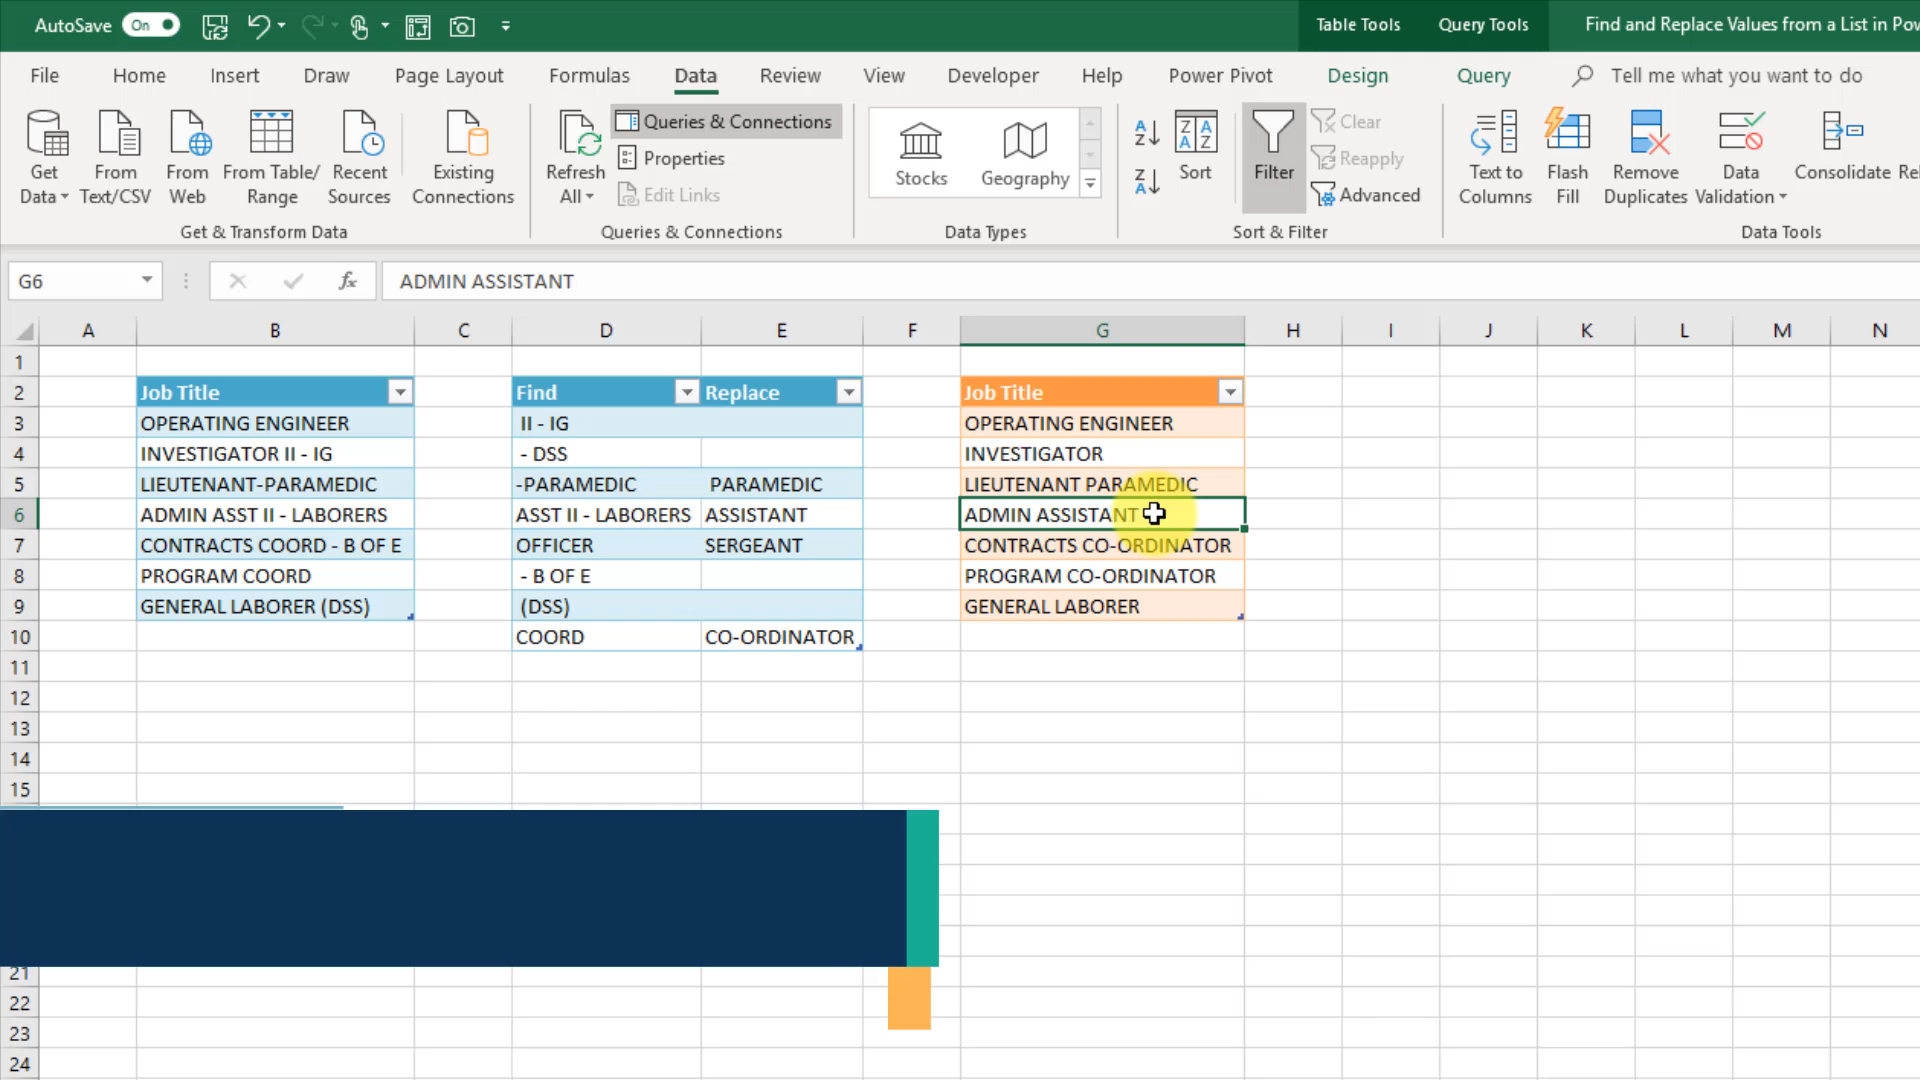 AutoSave On Table Tools Query Tools Find and Replace Values from a List in Pow
File Home Insert Draw Page Layout Formulas Data Review View Developer Help Power Pivot Design Query Tell me what you want to do
Get Data
From Text/CSV
From Web
From Table/ Range
Recent Sources
Existing Connections
Get & Transform Data
Refresh All
Queries & Connections
Properties
Edit Links
Queries & Connections
Stocks
Geography
Data Types
Sort
Filter
Clear
Reapply
Advanced
Sort & Filter
Text to Columns
Flash Fill
Remove Duplicates
Data Validation
Consolidate
Rel
Data Tools
G6 fx ADMIN ASSISTANT
A B C D E F G H I J K L M N
1
2 Job Title Find Replace Job Title
3 OPERATING ENGINEER II - IG OPERATING ENGINEER
4 INVESTIGATOR II - IG - DSS INVESTIGATOR
5 LIEUTENANT-PARAMEDIC -PARAMEDIC PARAMEDIC LIEUTENANT PARAMEDIC
6 ADMIN ASST II - LABORERS ASST II - LABORERS ASSISTANT ADMIN ASSISTANT
7 CONTRACTS COORD - B OF E OFFICER SERGEANT CONTRACTS CO-ORDINATOR
8 PROGRAM COORD - B OF E PROGRAM CO-ORDINATOR
9 GENERAL LABORER (DSS) (DSS) GENERAL LABORER
10 COORD CO-ORDINATOR
11
12
13
14
15
21
22
23
24